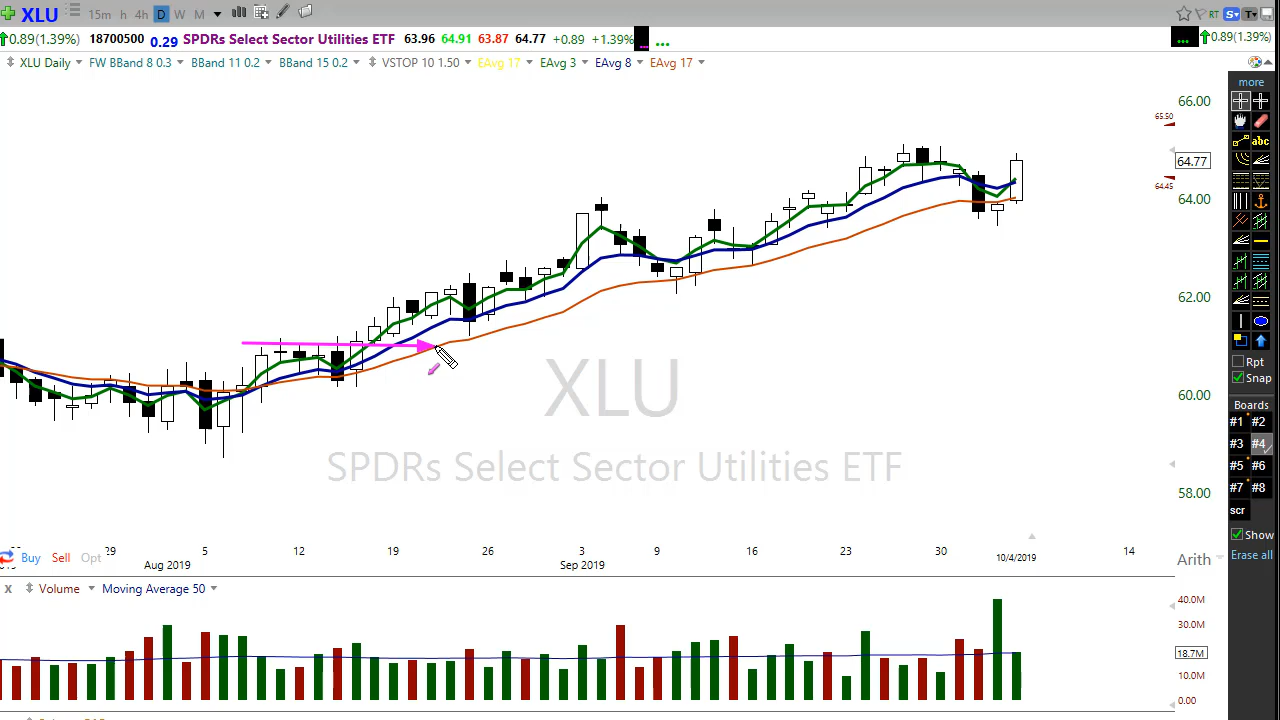 XLU 15m h 4h D W M RT S T
0.89(1.39%) 18700500 0.29 SPDRs Select Sector Utilities ETF 63.96 64.91 63.87 64.77 +0.89 +1.39% ... 0.89(1.39%)
XLU Daily FW BBand 8 0.3 BBand 11 0.2 BBand 15 0.2 VSTOP 10 1.50 EAvg 17 EAvg 3 EAvg 8 EAvg 17
more
66.00
65.50
abc
64.77
64.45
64.00
62.00
Rpt
Snap
60.00
Boards
#1 #2
#3 #4
#5 #6
#7 #8
XLU
SPDRs Select Sector Utilities ETF
58.00
scr
Show
Erase all
Buy Sell Opt
29 5 12 19 26 3 9 16 23 30 10/4/2019 14
Aug 2019 Sep 2019
Arith
X Volume Moving Average 50
40.0M
30.0M
18.7M
10.0M
0.00